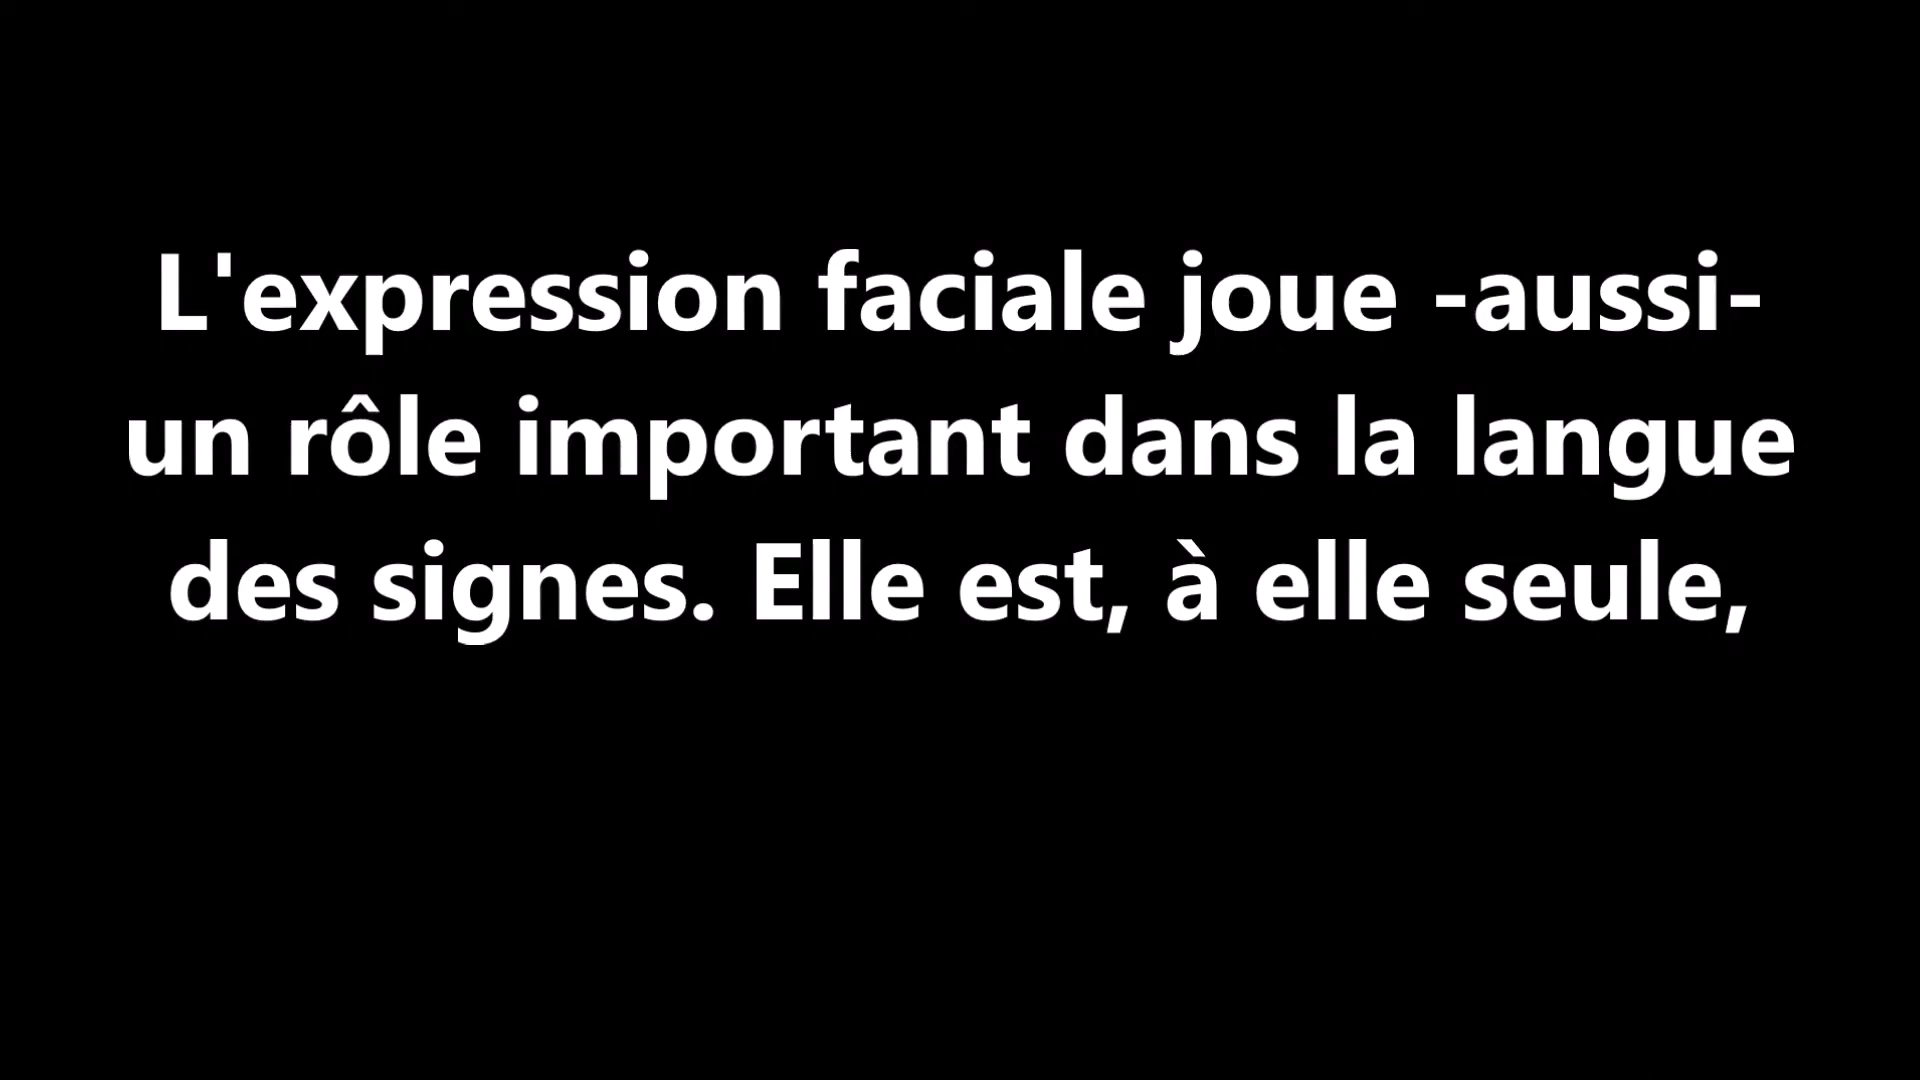 L'expression faciale joue -aussi-
un rôle important dans la langue
des signes. Elle est, à elle seule,